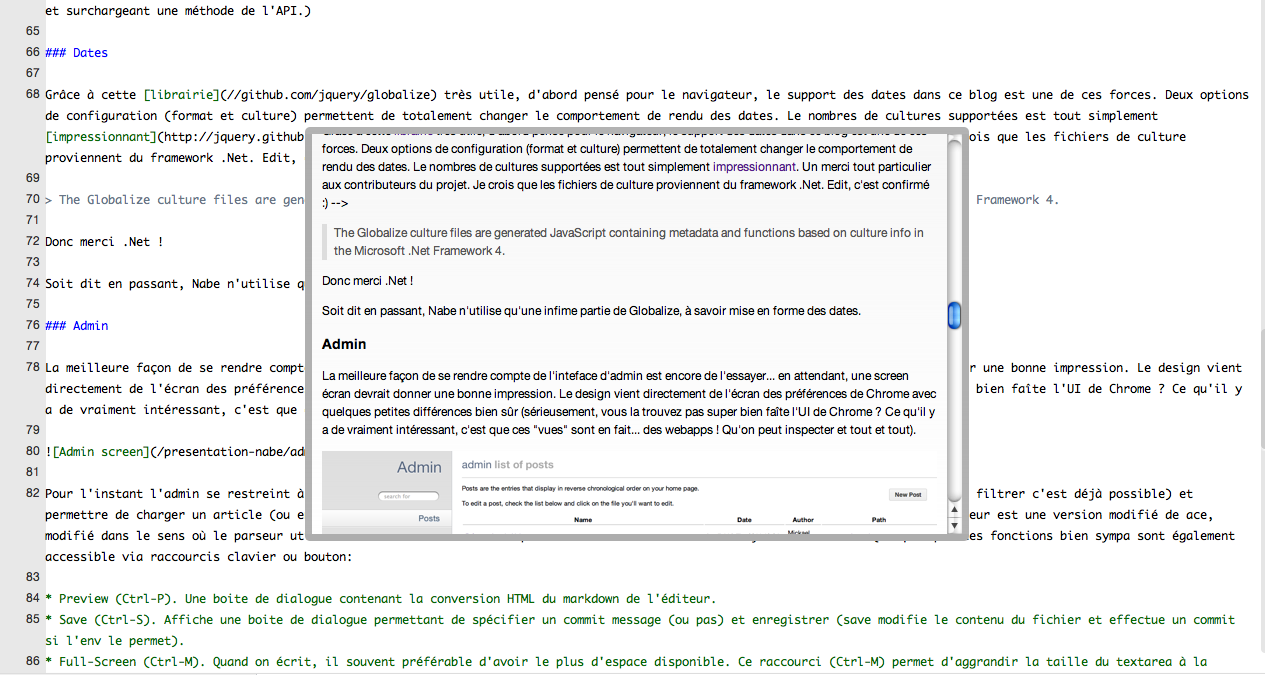 et surchargeant une méthode de l'API.)
65
66 ### Dates
67
68 Grâce à cette [librairie](//github.com/jquery/globalize) très utile, d'abord pensé pour le navigateur, le support des dates dans ce blog est une de ces forces. Deux options
de configuration (format et culture) permettent de totalement changer le comportement de rendu des dates. Le nombres de cultures supportées est tout simplement
[impressionnant](http://jquery.github ois que les fichiers de culture
proviennent du framework .Net. Edit,
69
70 > The Globalize culture files are gen Framework 4.
71
72 Donc merci .Net !
73
74 Soit dit en passant, Nabe n'utilise q
75
76 ### Admin
77
78 La meilleure façon de se rendre compt r une bonne impression. Le design vient
directement de l'écran des préférence bien faîte l'UI de Chrome ? Ce qu'il y
a de vraiment intéressant, c'est que
79
80 ![Admin screen](/presentation-nabe/adm
81
82 Pour l'instant l'admin se restreint à filtrer c'est déjà possible) et
permettre de charger un article (ou e eur est une version modifié de ace,
modifié dans le sens où le parseur ut es fonctions bien sympa sont également
accessible via raccourcis clavier ou bouton:
83
84 * Preview (Ctrl-P). Une boite de dialogue contenant la conversion HTML du markdown de l'éditeur.
85 * Save (Ctrl-S). Affiche une boite de dialogue permettant de spécifier un commit message (ou pas) et enregistrer (save modifie le contenu du fichier et effectue un commit
si l'env le permet).
86 * Full-Screen (Ctrl-M). Quand on écrit, il souvent préférable d'avoir le plus d'espace disponible. Ce raccourci (Ctrl-M) permet d'aggrandir la taille du textarea à la
forces. Deux options de configuration (format et culture) permettent de totalement changer le comportement de
rendu des dates. Le nombres de cultures supportées est tout simplement impressionnant. Un merci tout particulier
aux contributeurs du projet. Je crois que les fichiers de culture proviennent du framework .Net. Edit, c'est confirmé
:) -->
The Globalize culture files are generated JavaScript containing metadata and functions based on culture info in
the Microsoft .Net Framework 4.
Donc merci .Net !
Soit dit en passant, Nabe n'utilise qu'une infime partie de Globalize, à savoir mise en forme des dates.
Admin
La meilleure façon de se rendre compte de l'inteface d'admin est encore de l'essayer... en attendant, une screen
écran devrait donner une bonne impression. Le design vient directement de l'écran des préférences de Chrome avec
quelques petites différences bien sûr (sérieusement, vous la trouvez pas super bien faîte l'UI de Chrome ? Ce qu'il y
a de vraiment intéressant, c'est que ces "vues" sont en fait... des webapps ! Qu'on peut inspecter et tout et tout).
Admin
search for
Posts
admin list of posts
Posts are the entries that display in reverse chronological order on your home page.
To edit a post, check the list below and click on the file you'll want to edit.
New Post
Name Date Author Path
Mickael